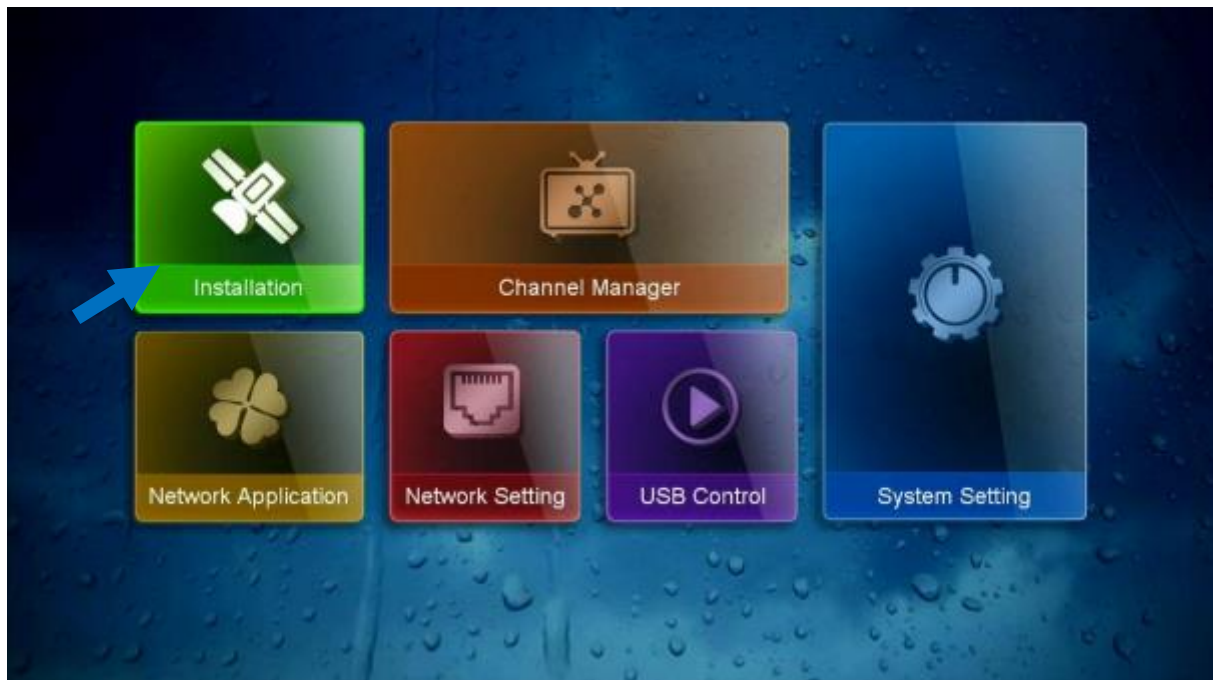 Installation
Channel Manager
Network Application
Network Setting
USB Control
System Setting